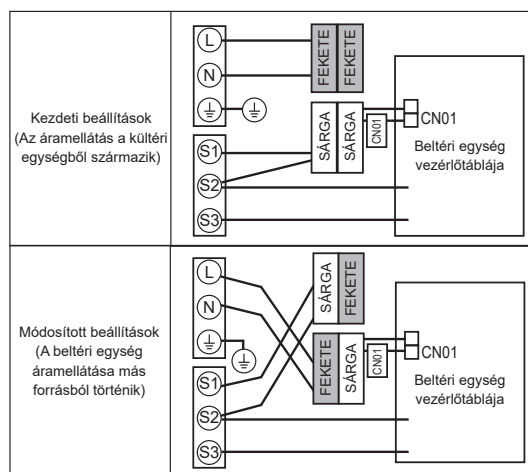 Kezdeti beállítások
(Az áramellátás a kültéri
egységből származik)
L
N
S1
S2
S3
FEKETE
FEKETE
SÁRGA
SÁRGA
CN01
CN01
Beltéri egység
vezérlőtáblája
Módosított beállítások
(A beltéri egység
áramellátása más
forrásból történik)
L
N
S1
S2
S3
SÁRGA
FEKETE
FEKETE
SÁRGA
CN01
CN01
Beltéri egység
vezérlőtáblája